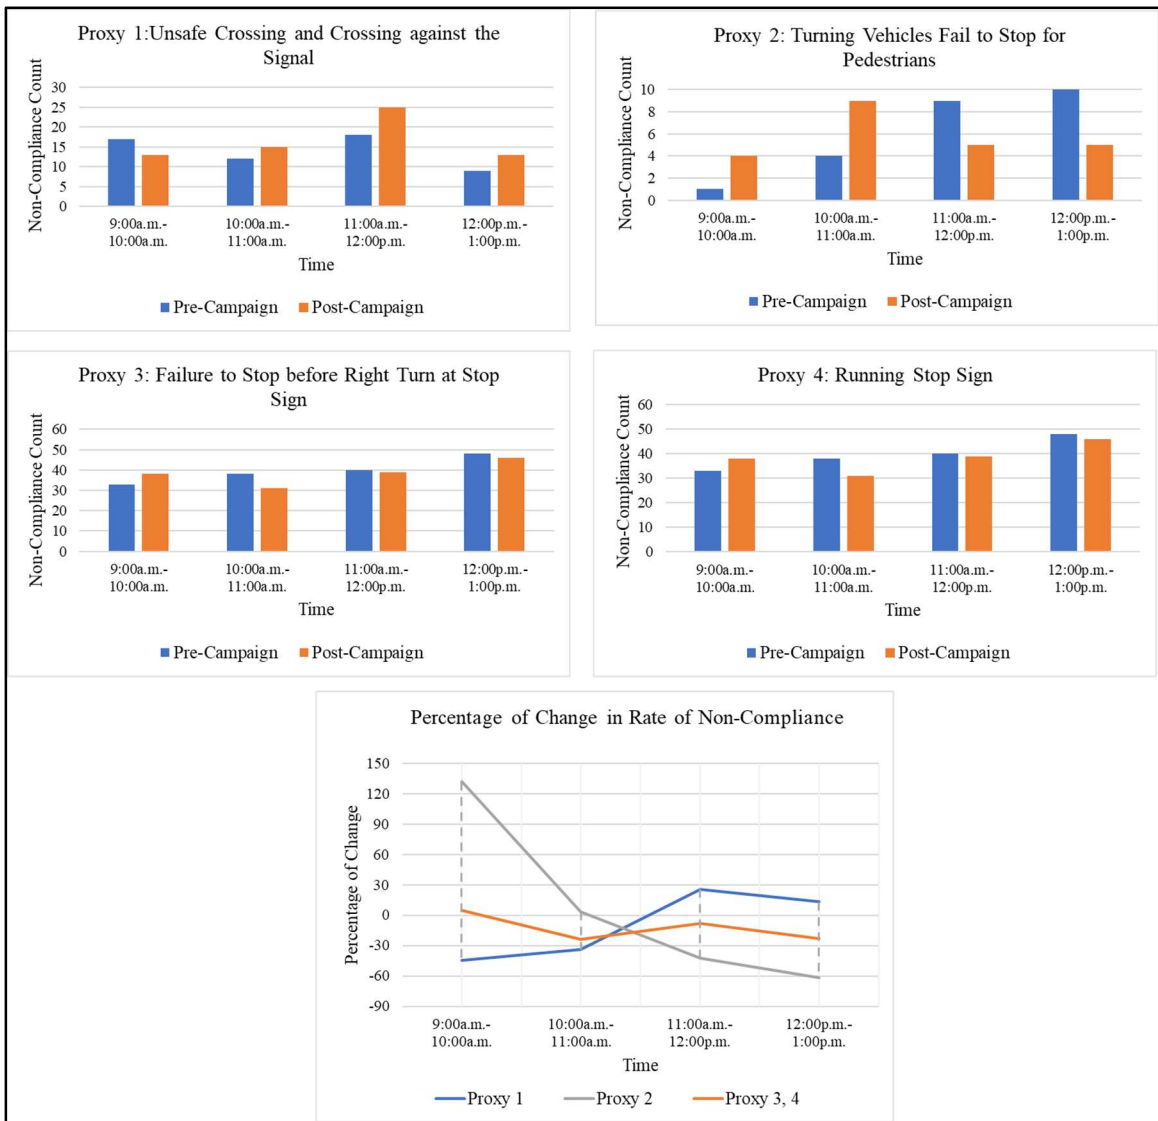 Proxy 1:Unsafe Crossing and Crossing against the
Signal
Non-Compliance Count
30
25
20
15
10
5
0
9:00a.m.- 10:00a.m.- 11:00a.m.- 12:00p.m.-
10:00a.m. 11:00a.m. 12:00p.m. 1:00p.m.
Time
Pre-Campaign Post-Campaign
Proxy 2: Turning Vehicles Fail to Stop for
Pedestrians
Non-Compliance Count
10
8
6
4
2
0
9:00a.m.- 10:00a.m.- 11:00a.m.- 12:00p.m.-
10:00a.m. 11:00a.m. 12:00p.m. 1:00p.m.
Time
Pre-Campaign Post-Campaign
Proxy 3: Failure to Stop before Right Turn at Stop
Sign
Non-Compliance Count
60
50
40
30
20
10
0
9:00a.m.- 10:00a.m.- 11:00a.m.- 12:00p.m.-
10:00a.m. 11:00a.m. 12:00p.m. 1:00p.m.
Time
Pre-Campaign Post-Campaign
Proxy 4: Running Stop Sign
Non-Compliance Count
60
50
40
30
20
10
0
9:00a.m.- 10:00a.m.- 11:00a.m.- 12:00p.m.-
10:00a.m. 11:00a.m. 12:00p.m. 1:00p.m.
Time
Pre-Campaign Post-Campaign
Percentage of Change in Rate of Non-Compliance
Percentage of Change
150
120
90
60
30
0
-30
-60
-90
9:00a.m.- 10:00a.m.- 11:00a.m.- 12:00p.m.-
10:00a.m. 11:00a.m. 12:00p.m. 1:00p.m.
Time
Proxy 1 Proxy 2 Proxy 3, 4